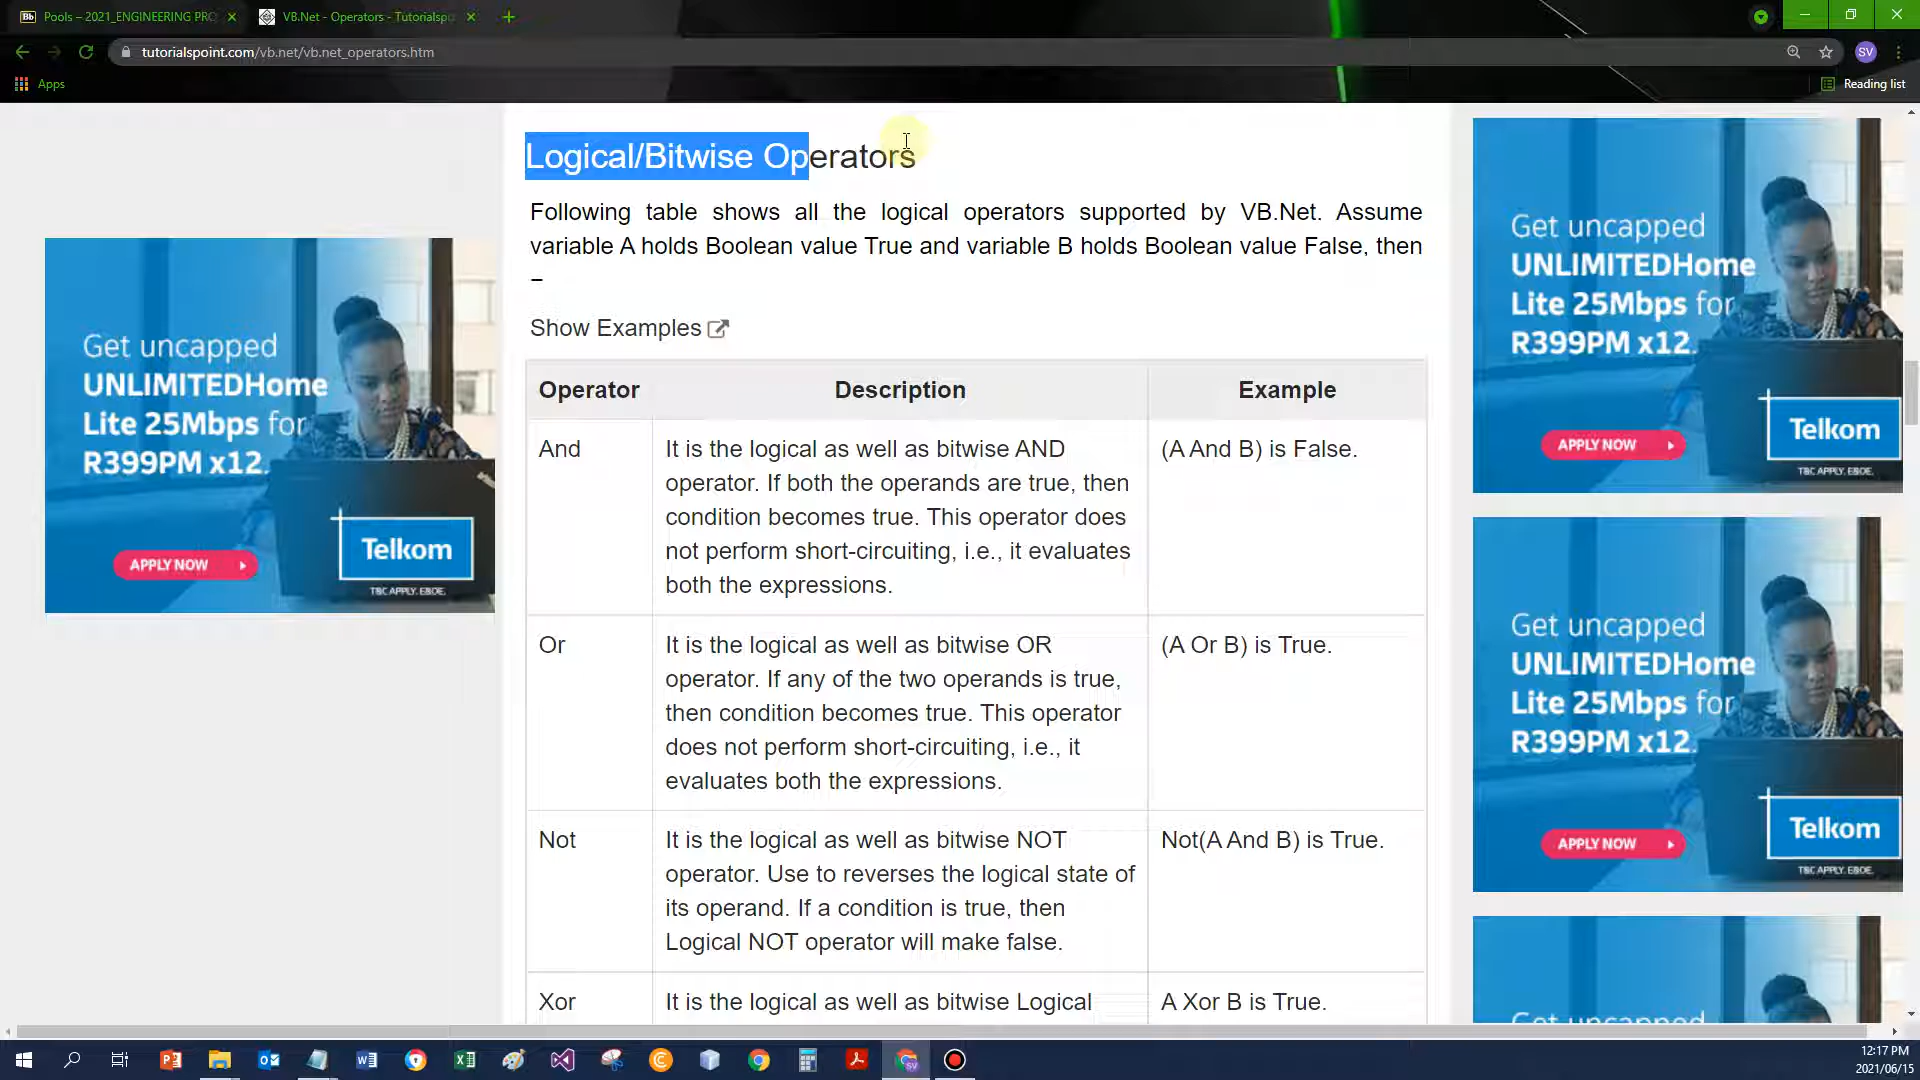 Pools – 2021_ENGINEERING PRO
VB.Net - Operators - Tutorialspo
tutorialspoint.com/vb.net/vb.net_operators.htm
SV
Apps
Reading list
Logical/Bitwise Operators
Following table shows all the logical operators supported by VB.Net. Assume
variable A holds Boolean value True and variable B holds Boolean value False, then
–
Show Examples
Operator Description Example
And
It is the logical as well as bitwise AND
operator. If both the operands are true, then
condition becomes true. This operator does
not perform short-circuiting, i.e., it evaluates
both the expressions.
(A And B) is False.
Or
It is the logical as well as bitwise OR
operator. If any of the two operands is true,
then condition becomes true. This operator
does not perform short-circuiting, i.e., it
evaluates both the expressions.
(A Or B) is True.
Not
It is the logical as well as bitwise NOT
operator. Use to reverses the logical state of
its operand. If a condition is true, then
Logical NOT operator will make false.
Not(A And B) is True.
Xor
It is the logical as well as bitwise Logical
A Xor B is True.
Get uncapped
UNLIMITEDHome
Lite 25Mbps for
R399PM x12.
APPLY NOW
Telkom
T&C APPLY. E&OE.
Get uncapped
UNLIMITEDHome
Lite 25Mbps for
R399PM x12.
APPLY NOW
Telkom
T&C APPLY. E&OE.
Get uncapped
UNLIMITEDHome
Lite 25Mbps for
R399PM x12.
APPLY NOW
Telkom
T&C APPLY. E&OE.
Get uncapped
12:17 PM
2021/06/15